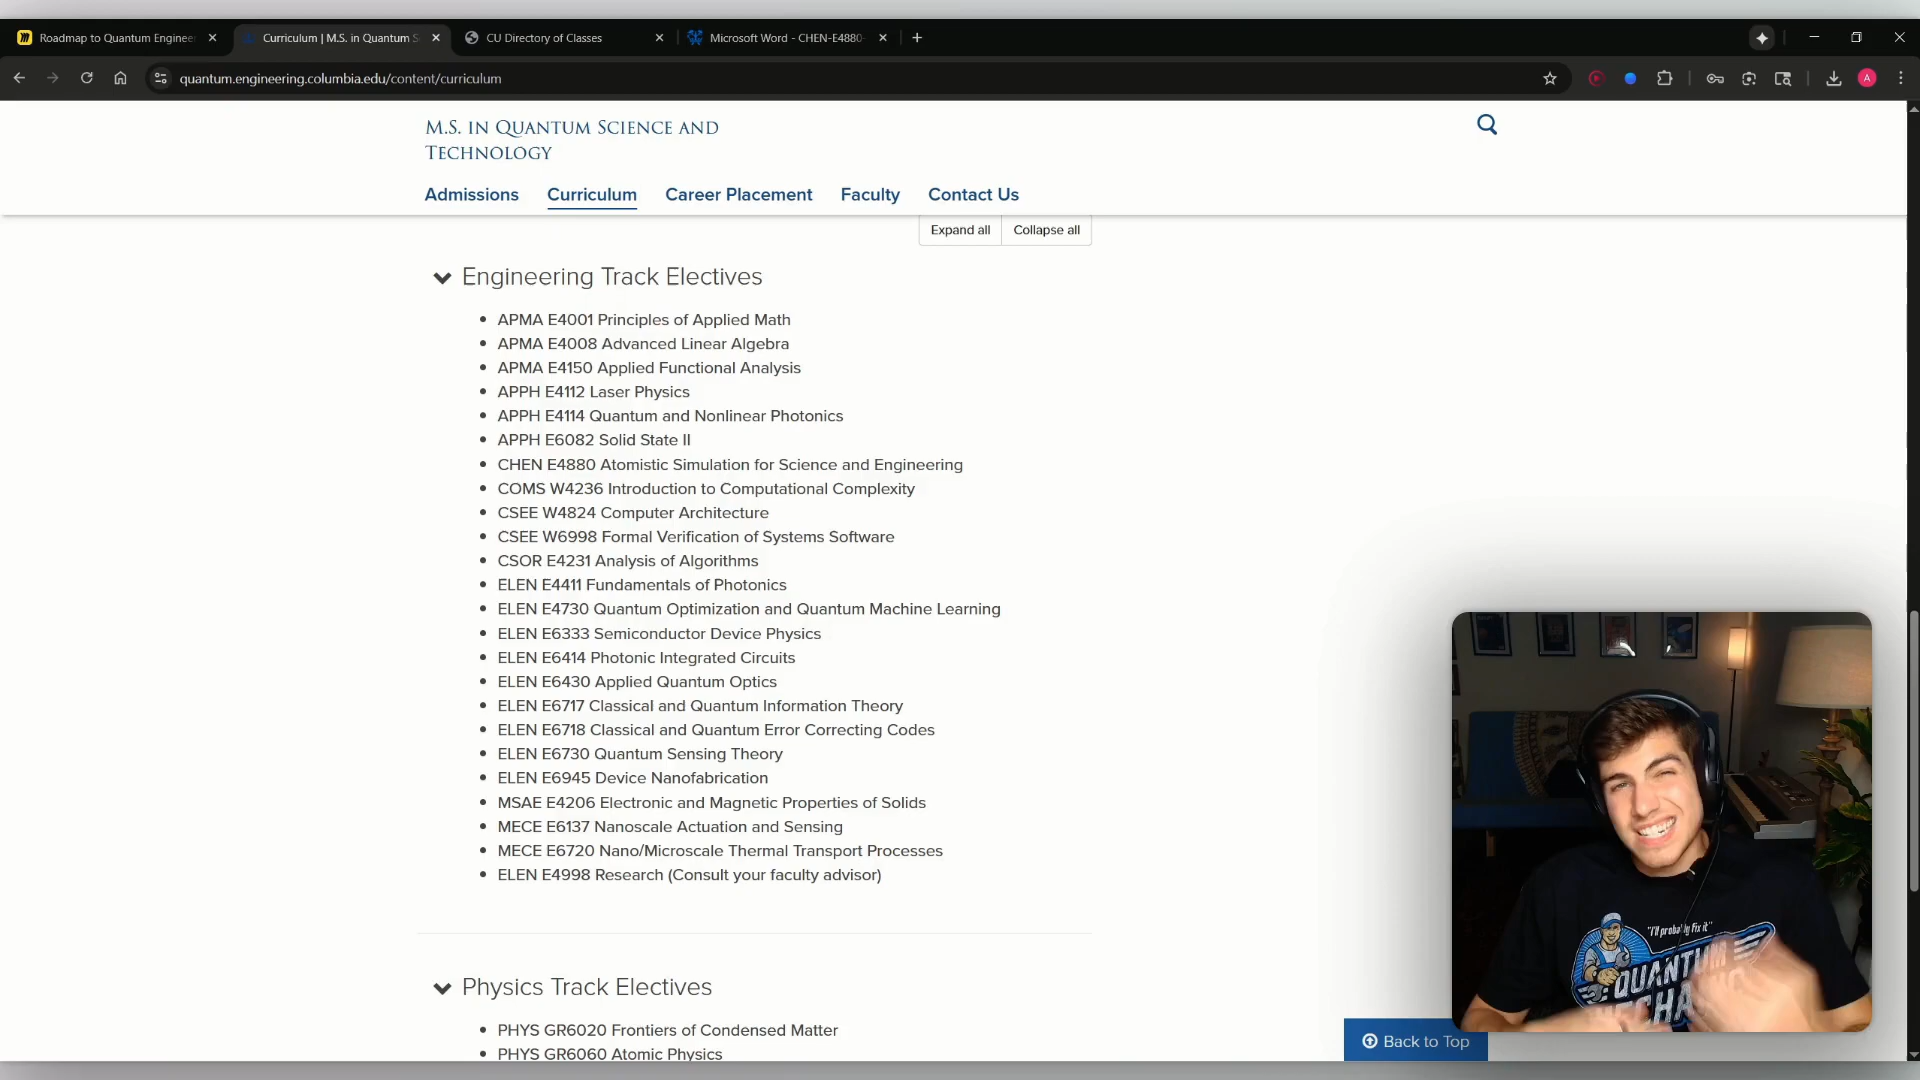 Roadmap to Quantum Enginee
Curriculum | M.S. in Quantum S
CU Directory of Classes
Microsoft Word - CHEN-E4880-
quantum.engineering.columbia.edu/content/curriculum
A
M.S. in Quantum Science and
Technology
Admissions
Curriculum
Career Placement
Faculty
Contact Us
Expand all
Collapse all
Engineering Track Electives
APMA E4001 Principles of Applied Math
APMA E4008 Advanced Linear Algebra
APMA E4150 Applied Functional Analysis
APPH E4112 Laser Physics
APPH E4114 Quantum and Nonlinear Photonics
APPH E6082 Solid State II
CHEN E4880 Atomistic Simulation for Science and Engineering
COMS W4236 Introduction to Computational Complexity
CSEE W4824 Computer Architecture
CSEE W6998 Formal Verification of Systems Software
CSOR E4231 Analysis of Algorithms
ELEN E4411 Fundamentals of Photonics
ELEN E4730 Quantum Optimization and Quantum Machine Learning
ELEN E6333 Semiconductor Device Physics
ELEN E6414 Photonic Integrated Circuits
ELEN E6430 Applied Quantum Optics
ELEN E6717 Classical and Quantum Information Theory
ELEN E6718 Classical and Quantum Error Correcting Codes
ELEN E6730 Quantum Sensing Theory
ELEN E6945 Device Nanofabrication
MSAE E4206 Electronic and Magnetic Properties of Solids
MECE E6137 Nanoscale Actuation and Sensing
MECE E6720 Nano/Microscale Thermal Transport Processes
ELEN E4998 Research (Consult your faculty advisor)
Physics Track Electives
PHYS GR6020 Frontiers of Condensed Matter
PHYS GR6060 Atomic Physics
Back to Top
"I'll probably fix it"
QUANTUM